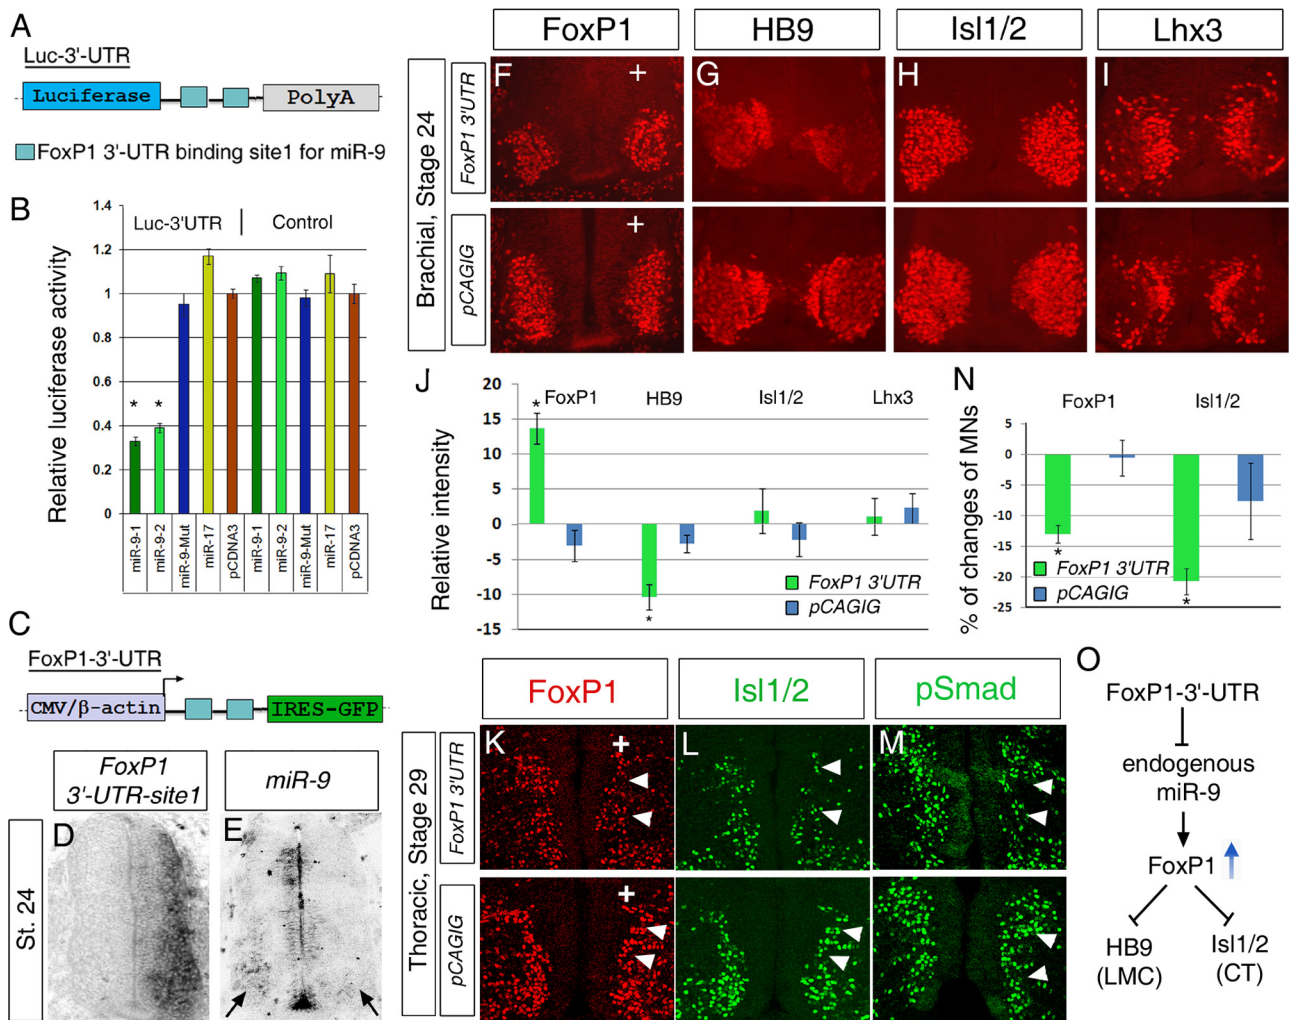 A
Luc-3'-UTR
Luciferase
PolyA
FoxP1 3'-UTR binding site1 for miR-9
B
Relative luciferase activity
1.4
1.2
1
0.8
0.6
0.4
0.2
0
Luc-3'UTR
Control
*
*
miR-9-1
miR-9-2
miR-9-Mut
miR-17
pCDNA3
miR-9-1
miR-9-2
miR-9-Mut
miR-17
pCDNA3
C
FoxP1-3'-UTR
CMV/β-actin
IRES-GFP
FoxP1
3'-UTR-site1
miR-9
St. 24
D
E
FoxP1
HB9
Isl1/2
Lhx3
Brachial, Stage 24
FoxP1 3'UTR
pCAGIG
F
+
G
H
I
+
J
Relative intensity
20
15
10
5
0
-5
-10
-15
FoxP1
HB9
Isl1/2
Lhx3
*
*
FoxP1 3'UTR
pCAGIG
N
% of changes of MNs
5
0
-5
-10
-15
-20
-25
FoxP1
Isl1/2
*
*
FoxP1 3'UTR
pCAGIG
FoxP1
Isl1/2
pSmad
Thoracic, Stage 29
FoxP1 3'UTR
pCAGIG
K
+
L
M
+
O
FoxP1-3'-UTR
endogenous
miR-9
FoxP1
HB9
(LMC)
Isl1/2
(CT)